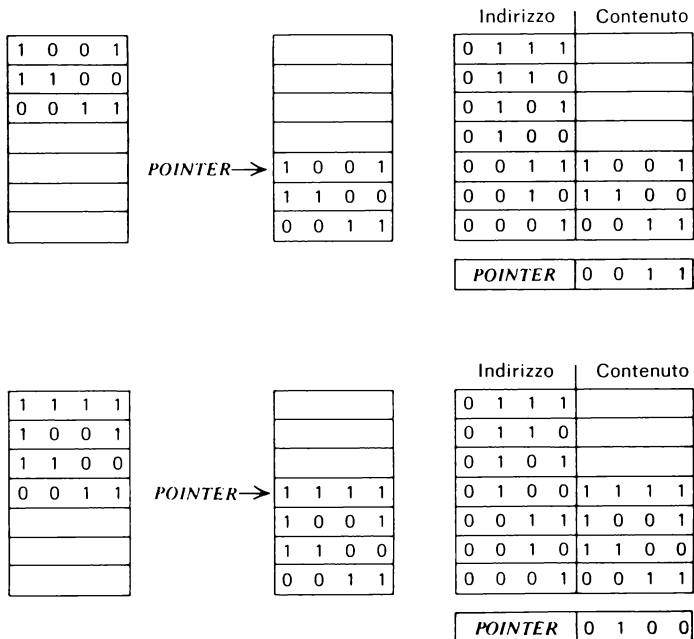 Indirizzo Contenuto
1 0 0 1
1 1 0 0
0 0 1 1
POINTER→ 1 0 0 1
1 1 0 0
0 0 1 1
0 1 1 1
0 1 1 0
0 1 0 1
0 1 0 0
0 0 1 1 1 0 0 1
0 0 1 0 1 1 0 0
0 0 0 1 0 0 1 1
POINTER 0 0 1 1
Indirizzo Contenuto
1 1 1 1
1 0 0 1
1 1 0 0
0 0 1 1
POINTER→ 1 1 1 1
1 0 0 1
1 1 0 0
0 0 1 1
0 1 1 1
0 1 1 0
0 1 0 1
0 1 0 0 1 1 1 1
0 0 1 1 1 0 0 1
0 0 1 0 1 1 0 0
0 0 0 1 0 0 1 1
POINTER 0 1 0 0